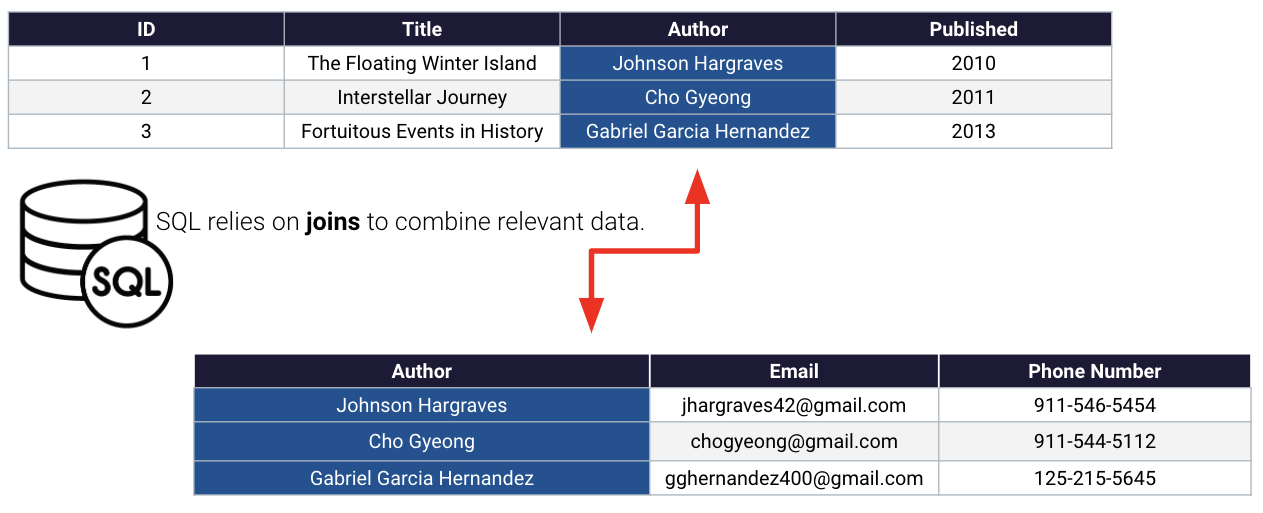 ID Title Author Published
1 The Floating Winter Island Johnson Hargraves 2010
2 Interstellar Journey Cho Gyeong 2011
3 Fortuitous Events in History Gabriel Garcia Hernandez 2013
SQL relies on joins to combine relevant data.
SQL
Author Email Phone Number
Johnson Hargraves jhargraves42@gmail.com 911-546-5454
Cho Gyeong chogyeong@gmail.com 911-544-5112
Gabriel Garcia Hernandez gghernandez400@gmail.com 125-215-5645